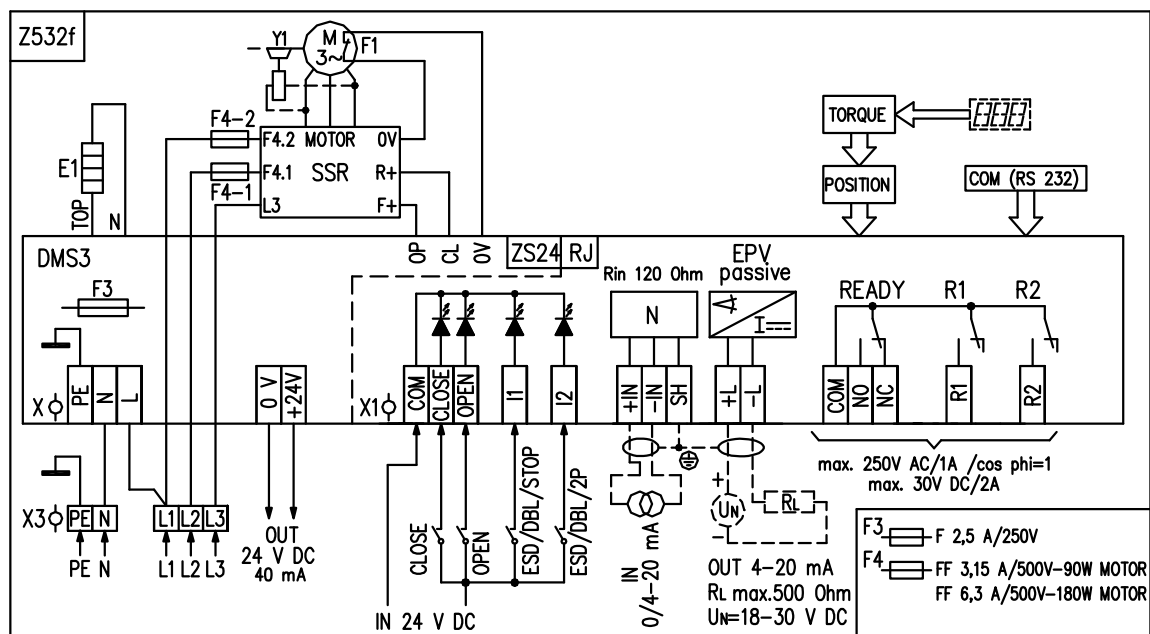 Z532f
Y1
M
3~
F1
F4-2
F4.2 MOTOR 0V
F4.1 SSR R+
F4-1
L3 F+
E1
TOP
N
TORQUE
POSITION
COM (RS 232)
DMS3
OP
CL
0V
ZS24 RJ
F3
Rin 120 Ohm
N
EPV
passive
I
READY R1 R2
X
PE
N
L
0 V
+24V
X1
COM
CLOSE
OPEN
I1
I2
+IN
-IN
SH
+L
-L
COM
NO
NC
R1
R2
max. 250V AC/1A /cos phi=1
max. 30V DC/2A
X3
PE N
L1 L2 L3
PE N
L1 L2 L3
OUT
24 V DC
40 mA
CLOSE
OPEN
ESD/DBL/STOP
ESD/DBL/2P
IN 24 V DC
IN
0/4-20 mA
+
UN
-
RL
OUT 4-20 mA
RL max.500 Ohm
UN=18-30 V DC
F3 F 2,5 A/250V
F4 FF 3,15 A/500V-90W MOTOR
FF 6,3 A/500V-180W MOTOR